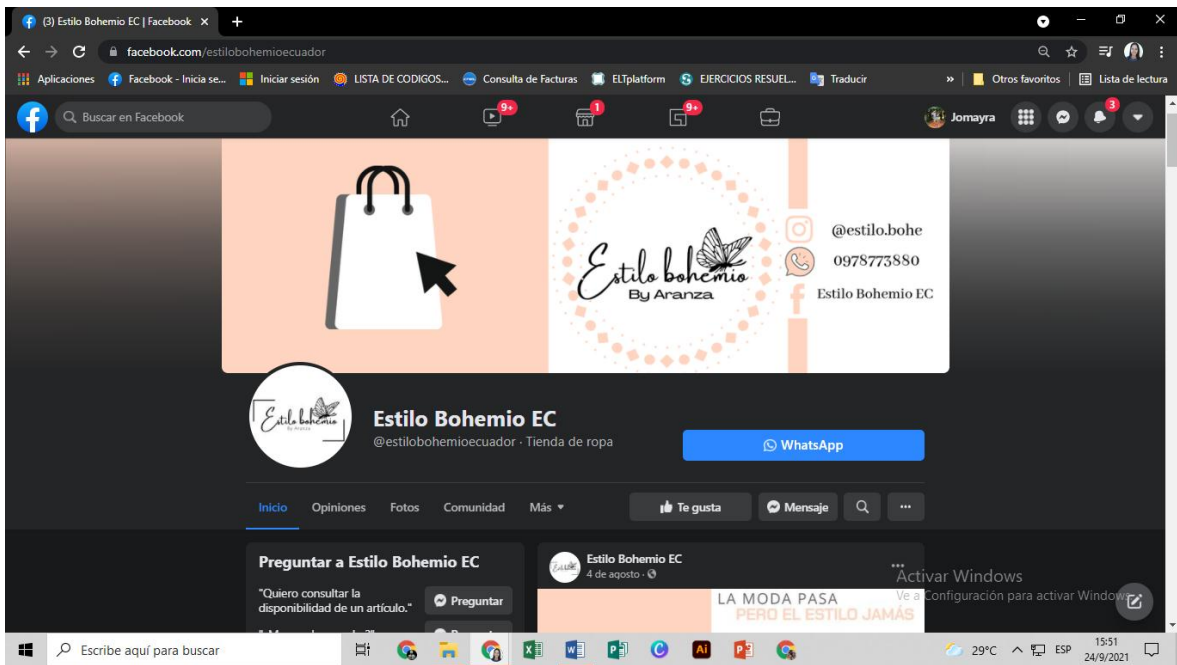 (3) Estilo Bohemio EC | Facebook
facebook.com/estilobohemioecuador
Aplicaciones Facebook - Inicia se... Iniciar sesión LISTA DE CODIGOS... Consulta de Facturas ELTplatform EJERCICIOS RESUEL... Traducir » Otros favoritos Lista de lectura
Buscar en Facebook 9+ 1 9+ Jomayra 3
@estilo.bohe
0978773880
Estilo Bohemio EC
Estilo bohemio
By Aranza
Estilo bohemio
By Aranza
Estilo Bohemio EC
@estilobohemioecuador · Tienda de ropa
WhatsApp
Inicio Opiniones Fotos Comunidad Más Te gusta Mensaje
Preguntar a Estilo Bohemio EC
"Quiero consultar la
disponibilidad de un artículo."
Preguntar
Estilo Bohemio EC
4 de agosto
LA MODA PASA
PERO EL ESTILO JAMÁS
Activar Windows
Ve a Configuración para activar Windows
Escribe aquí para buscar
29°C ESP 15:51
24/9/2021